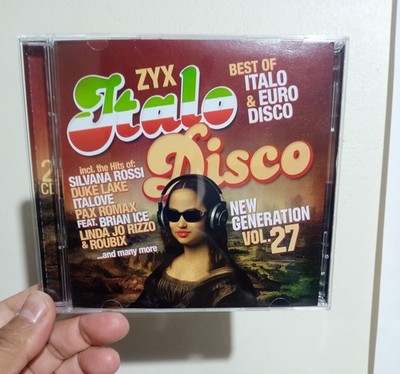 ZYX
Italo
Disco
BEST OF
ITALO
& EURO
DISCO
incl. the Hits of:
SILVANA ROSSI
DUKE LAKE
ITALOVE
PAX ROMAX
FEAT. BRIAN ICE
LINDA JO RIZZO
& ROUBIX
...and many more
NEW
GENERATION
VOL. 27
2
CD